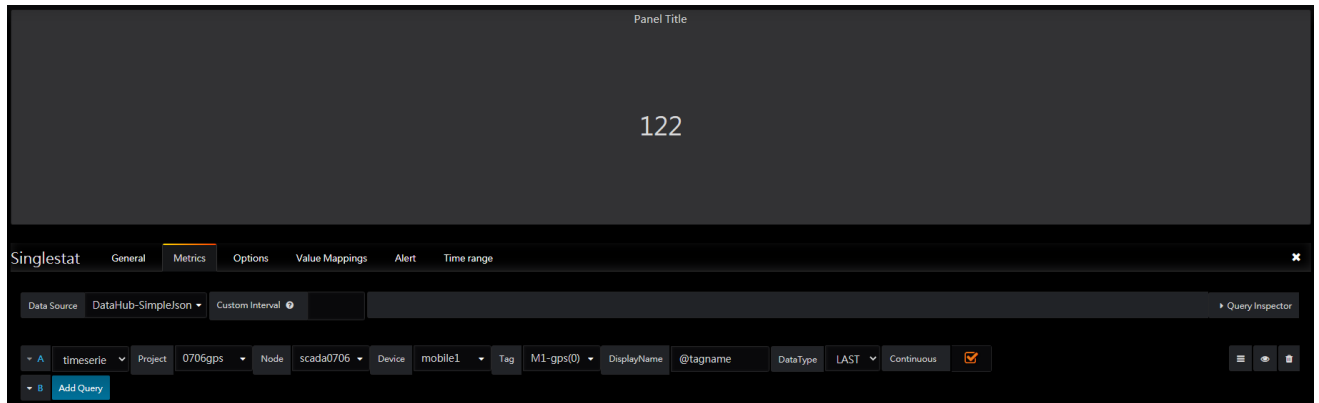 Panel Title
122
Singlestat General Metrics Options Value Mappings Alert Time range
Data Source DataHub-SimpleJson Custom Interval Query Inspector
A timeserie Project 0706gps Node scada0706 Device mobile1 Tag M1-gps(0) DisplayName @tagname DataType LAST Continuous
B Add Query